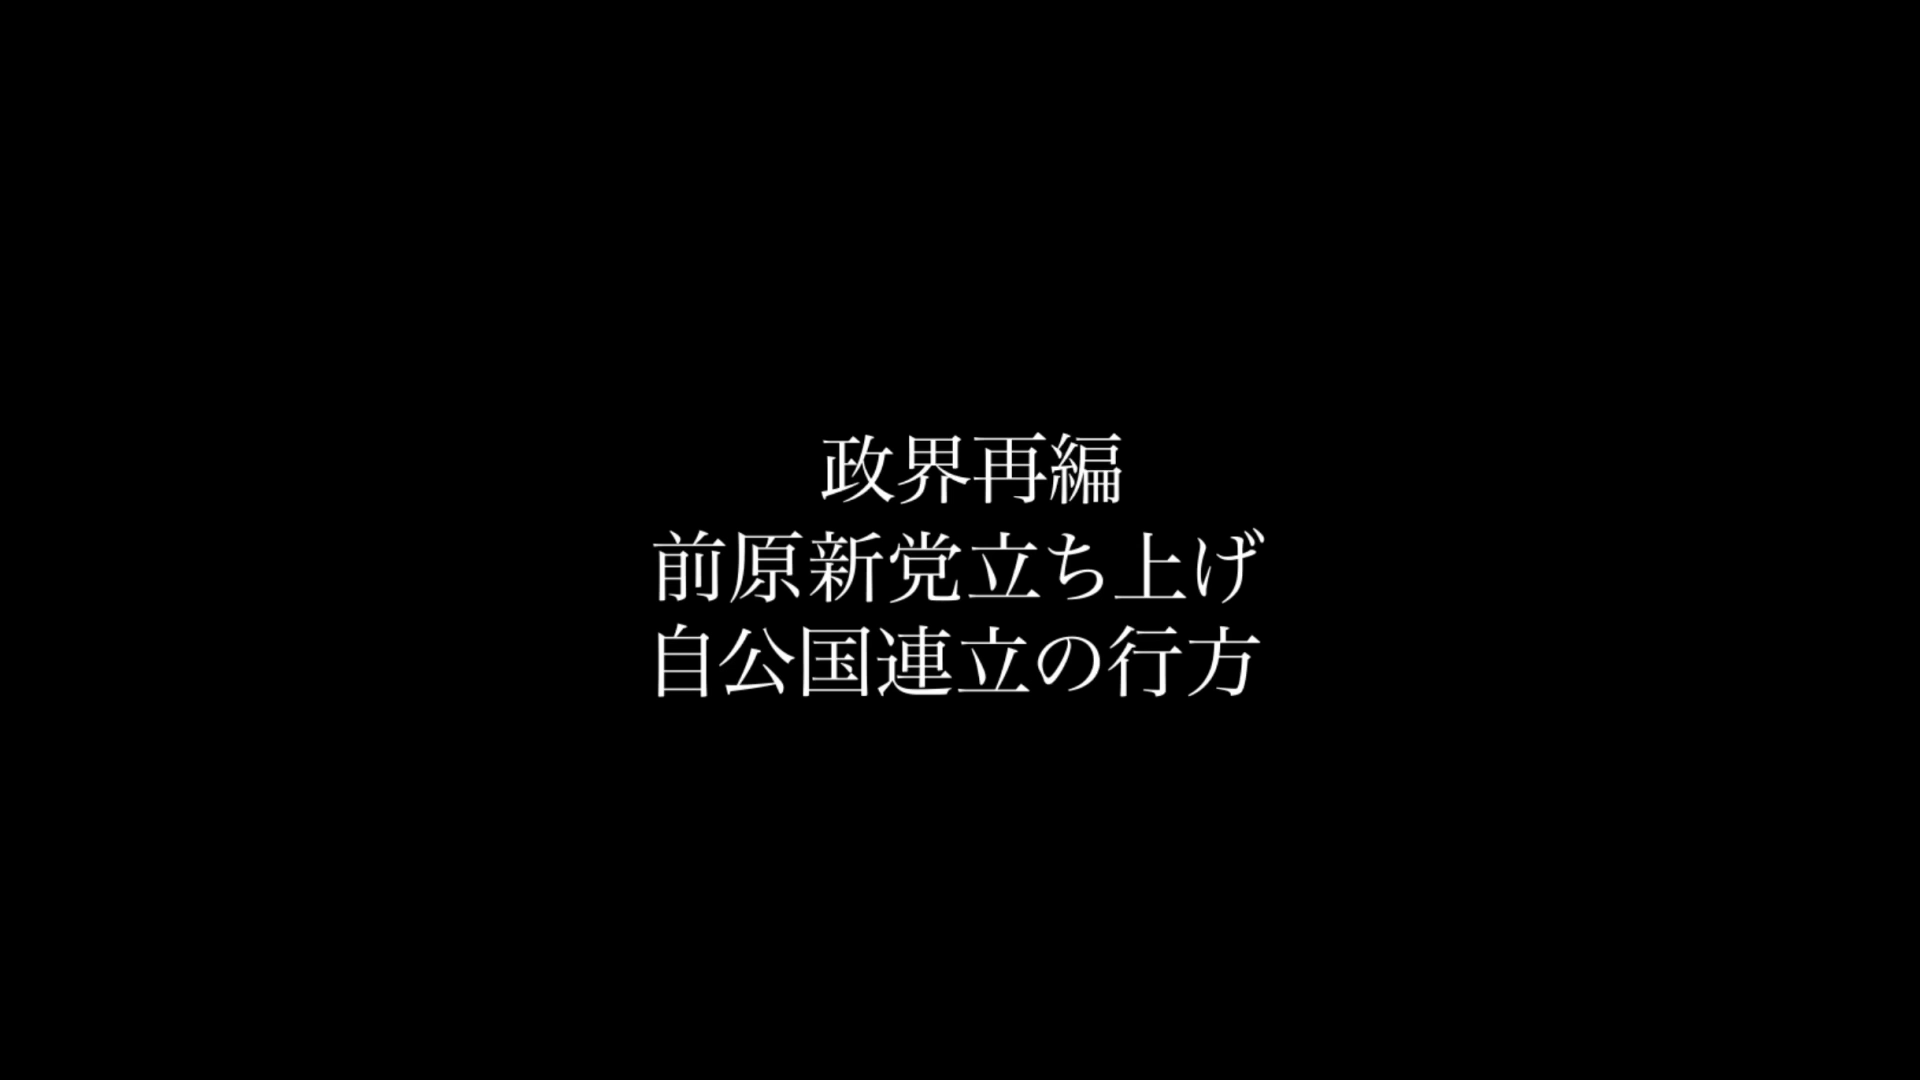 政界再編
前原新党立ち上げ
自公国連立の行方